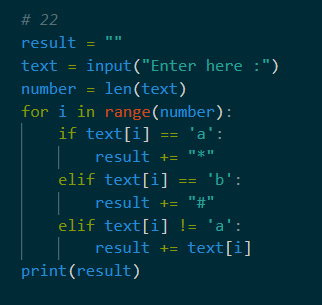 # 22
result = ""
text = input("Enter here :")
number = len(text)
for i in range(number):
    if text[i] == 'a':
        result += "*"
    elif text[i] == 'b':
        result += "#"
    elif text[i] != 'a':
        result += text[i]
print(result)